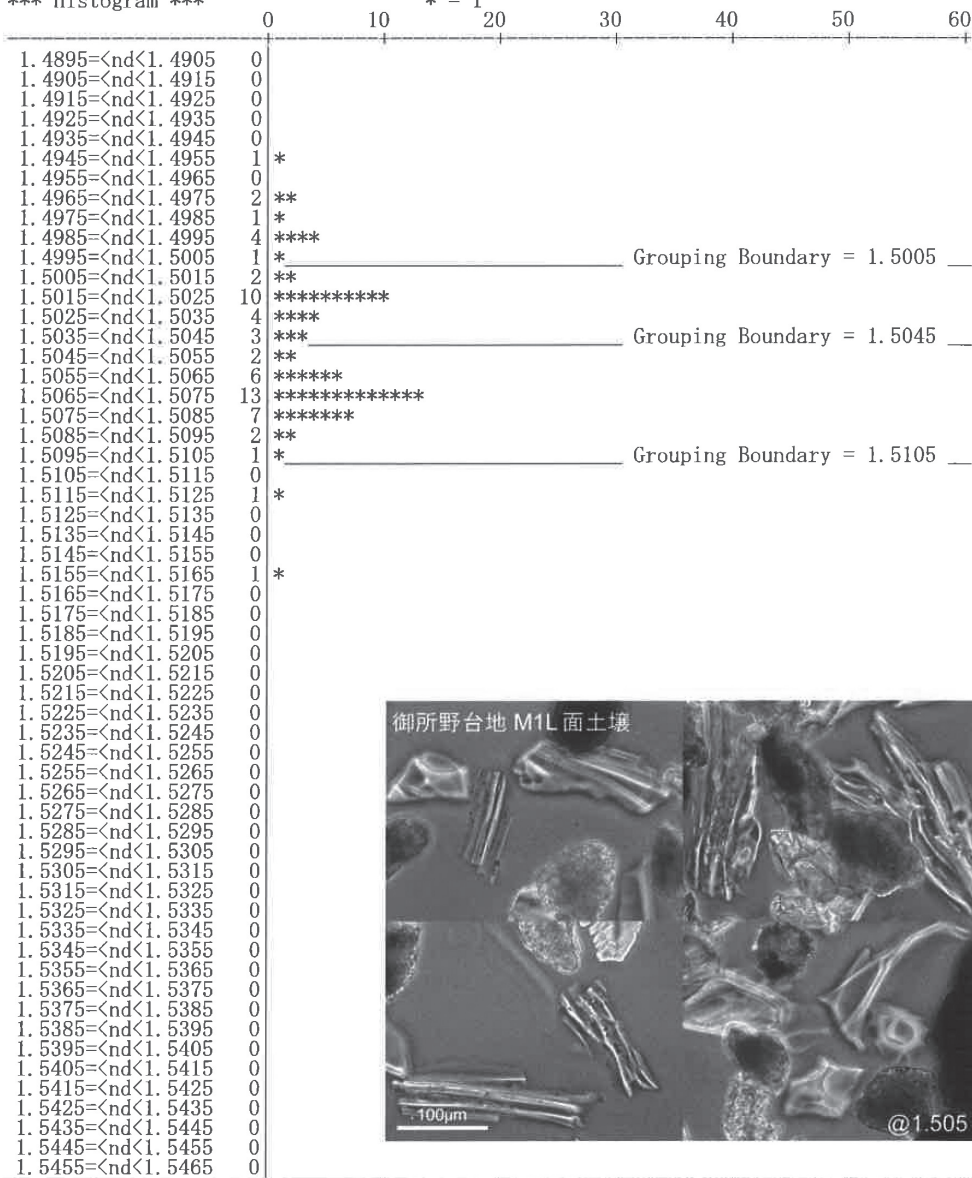 *** Histogram *** * = 1
0 10 20 30 40 50 60
1.4895=<nd<1.4905 0
1.4905=<nd<1.4915 0
1.4915=<nd<1.4925 0
1.4925=<nd<1.4935 0
1.4935=<nd<1.4945 0
1.4945=<nd<1.4955 1 *
1.4955=<nd<1.4965 0
1.4965=<nd<1.4975 2 **
1.4975=<nd<1.4985 1 *
1.4985=<nd<1.4995 4 ****
1.4995=<nd<1.5005 1 * Grouping Boundary = 1.5005
1.5005=<nd<1.5015 2 **
1.5015=<nd<1.5025 10 **********
1.5025=<nd<1.5035 4 ****
1.5035=<nd<1.5045 3 *** Grouping Boundary = 1.5045
1.5045=<nd<1.5055 2 **
1.5055=<nd<1.5065 6 ******
1.5065=<nd<1.5075 13 *************
1.5075=<nd<1.5085 7 *******
1.5085=<nd<1.5095 2 **
1.5095=<nd<1.5105 1 * Grouping Boundary = 1.5105
1.5105=<nd<1.5115 0
1.5115=<nd<1.5125 1 *
1.5125=<nd<1.5135 0
1.5135=<nd<1.5145 0
1.5145=<nd<1.5155 0
1.5155=<nd<1.5165 1 *
1.5165=<nd<1.5175 0
1.5175=<nd<1.5185 0
1.5185=<nd<1.5195 0
1.5195=<nd<1.5205 0
1.5205=<nd<1.5215 0
1.5215=<nd<1.5225 0
1.5225=<nd<1.5235 0
1.5235=<nd<1.5245 0
1.5245=<nd<1.5255 0
1.5255=<nd<1.5265 0
1.5265=<nd<1.5275 0
1.5275=<nd<1.5285 0
1.5285=<nd<1.5295 0
1.5295=<nd<1.5305 0
1.5305=<nd<1.5315 0
1.5315=<nd<1.5325 0
1.5325=<nd<1.5335 0
1.5335=<nd<1.5345 0
1.5345=<nd<1.5355 0
1.5355=<nd<1.5365 0
1.5365=<nd<1.5375 0
1.5375=<nd<1.5385 0
1.5385=<nd<1.5395 0
1.5395=<nd<1.5405 0
1.5405=<nd<1.5415 0
1.5415=<nd<1.5425 0
1.5425=<nd<1.5435 0
1.5435=<nd<1.5445 0
1.5445=<nd<1.5455 0
1.5455=<nd<1.5465 0
御所野台地 M1L 面土壌
100μm
@1.505